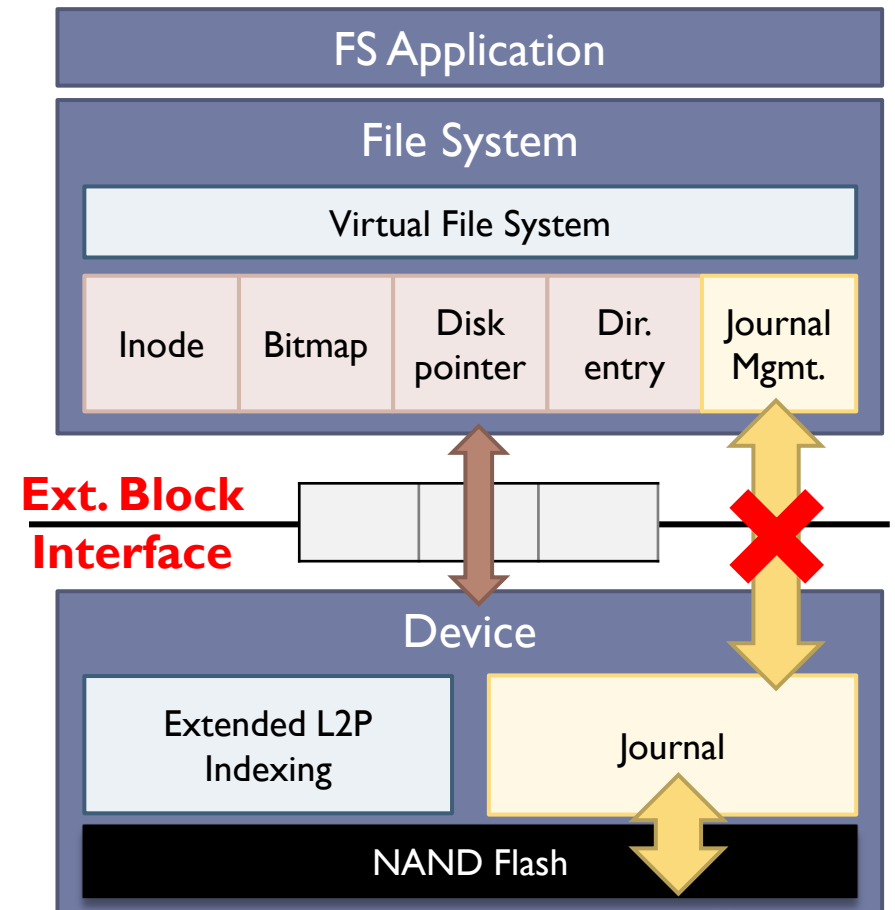 FS Application
File System
Virtual File System
Inode
Bitmap
Disk
pointer
Dir.
entry
Journal
Mgmt.
Ext. Block
Interface
Device
Extended L2P
Indexing
Journal
NAND Flash